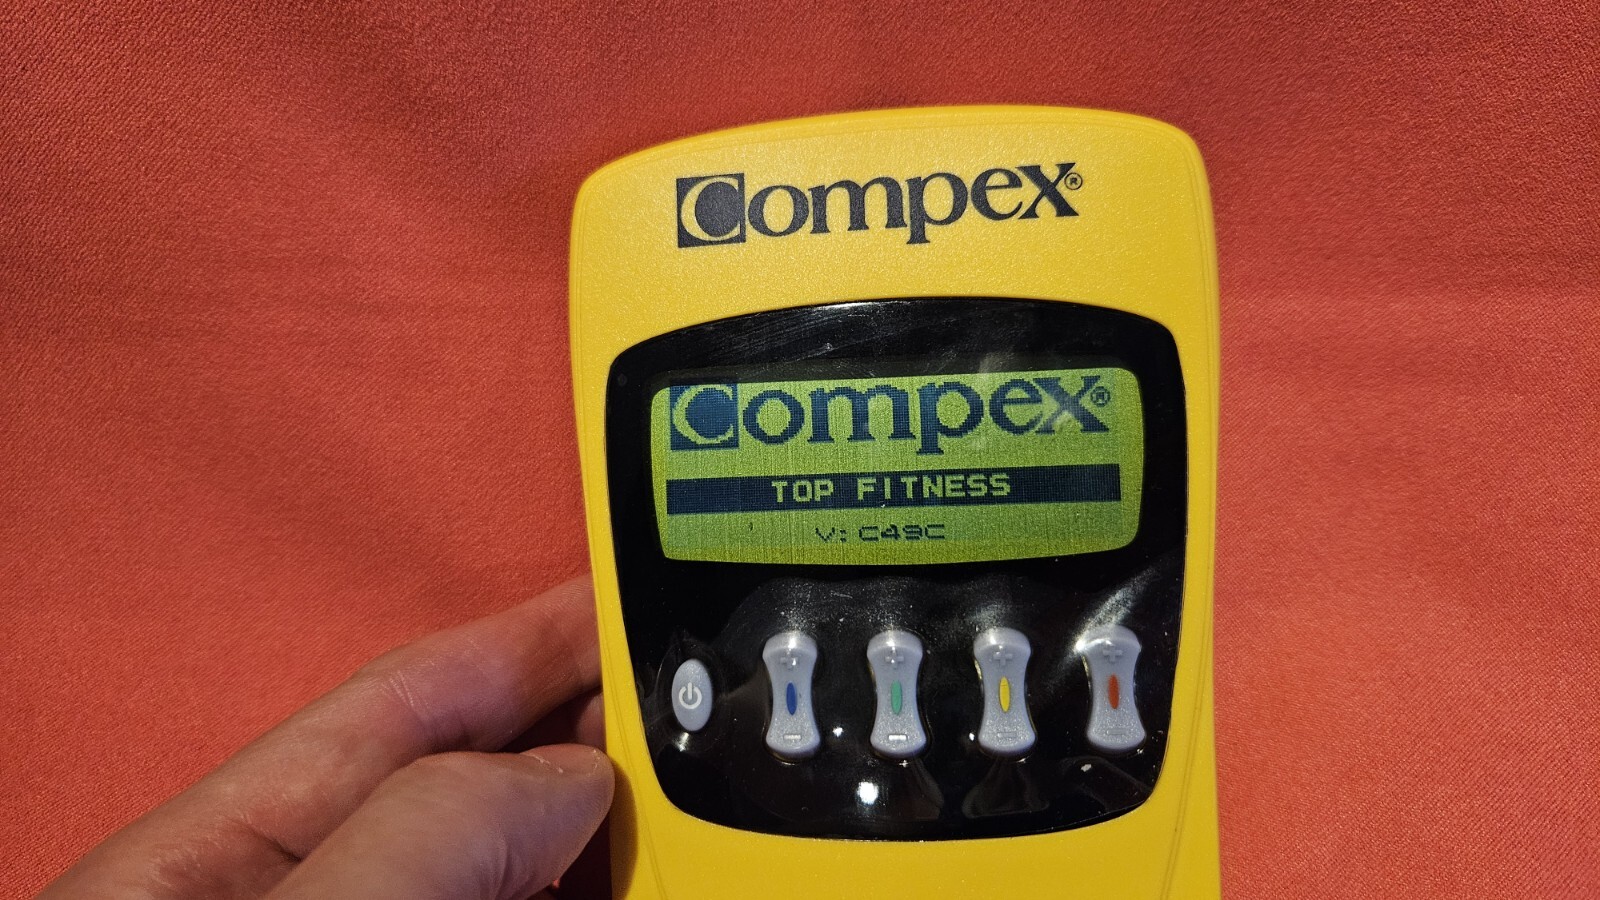 Compex®
Compex®
TOP FITNESS
V: C49C
+ + + +
- - - -